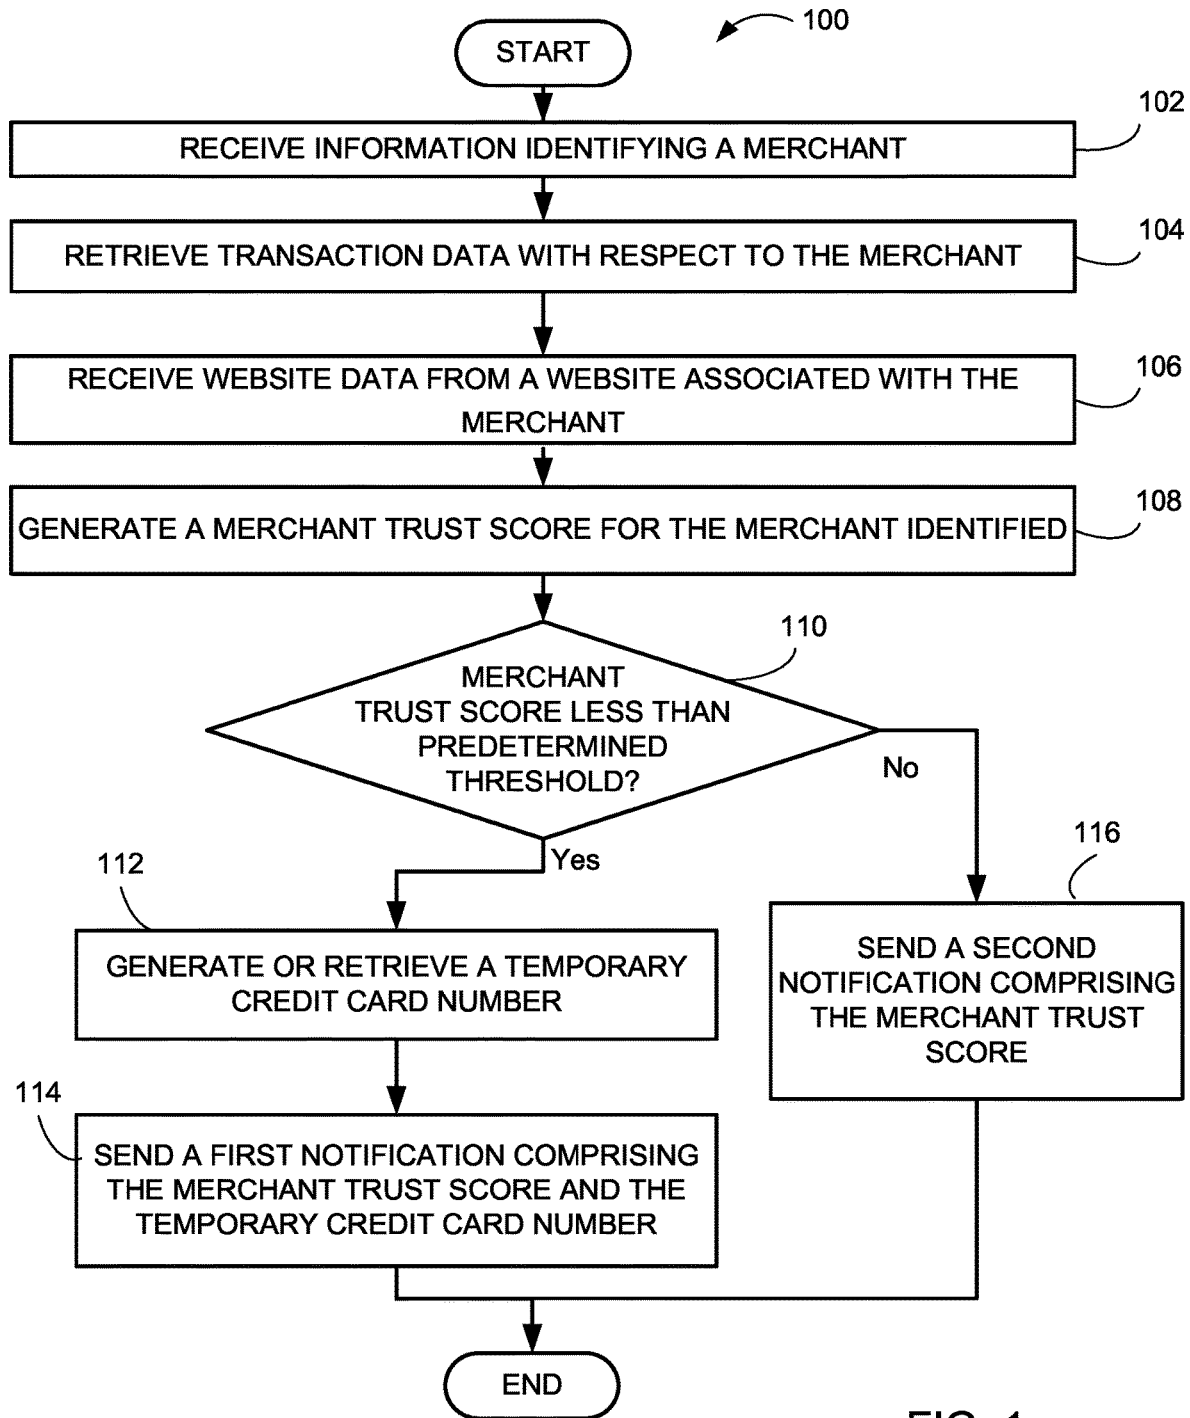 100
START
102
RECEIVE INFORMATION IDENTIFYING A MERCHANT
104
RETRIEVE TRANSACTION DATA WITH RESPECT TO THE MERCHANT
106
RECEIVE WEBSITE DATA FROM A WEBSITE ASSOCIATED WITH THE
MERCHANT
108
GENERATE A MERCHANT TRUST SCORE FOR THE MERCHANT IDENTIFIED
110
MERCHANT
TRUST SCORE LESS THAN
PREDETERMINED
THRESHOLD?
No
Yes
112
GENERATE OR RETRIEVE A TEMPORARY
CREDIT CARD NUMBER
116
SEND A SECOND
NOTIFICATION COMPRISING
THE MERCHANT TRUST
SCORE
114
SEND A FIRST NOTIFICATION COMPRISING
THE MERCHANT TRUST SCORE AND THE
TEMPORARY CREDIT CARD NUMBER
END
FIG. 1